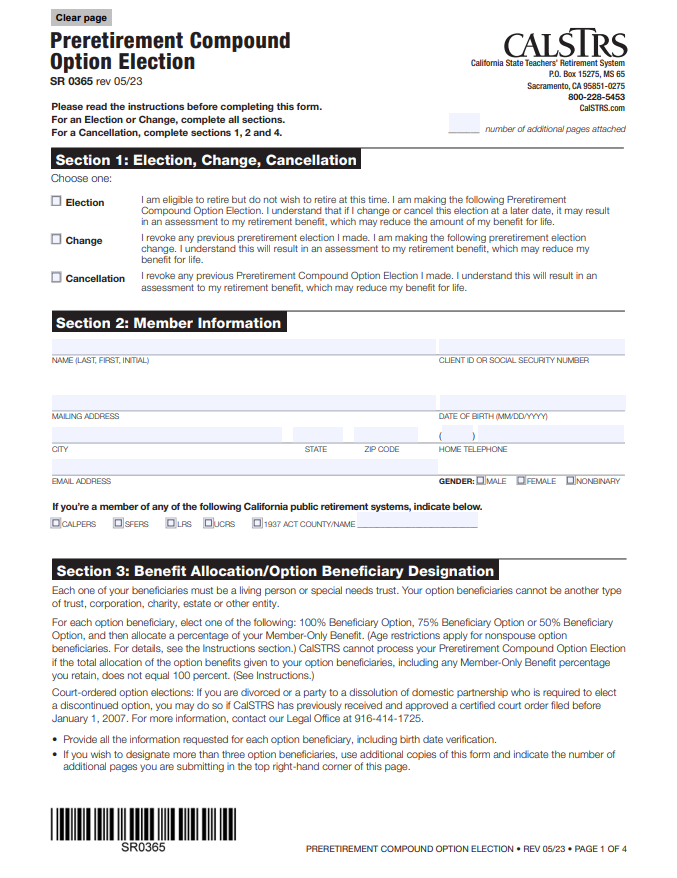 Clear page
Preretirement Compound
Option Election
SR 0365 rev 05/23
CALSTRS
California State Teachers' Retirement System
P.O. Box 15275, MS 65
Sacramento, CA 95851-0275
800-228-5453
CalSTRS.com
Please read the instructions before completing this form.
For an Election or Change, complete all sections.
For a Cancellation, complete sections 1, 2 and 4.
number of additional pages attached
Section 1: Election, Change, Cancellation
Choose one:
Election
I am eligible to retire but do not wish to retire at this time. I am making the following Preretirement
Compound Option Election. I understand that if I change or cancel this election at a later date, it may result
in an assessment to my retirement benefit, which may reduce the amount of my benefit for life.
Change
I revoke any previous preretirement election I made. I am making the following preretirement election
change. I understand this will result in an assessment to my retirement benefit, which may reduce my
benefit for life.
Cancellation
I revoke any previous Preretirement Compound Option Election I made. I understand this will result in an
assessment to my retirement benefit, which may reduce my benefit for life.
Section 2: Member Information
NAME (LAST, FIRST, INITIAL) CLIENT ID OR SOCIAL SECURITY NUMBER
MAILING ADDRESS DATE OF BIRTH (MM/DD/YYYY)
( )
CITY STATE ZIP CODE HOME TELEPHONE
EMAIL ADDRESS GENDER: MALE FEMALE NONBINARY
If you're a member of any of the following California public retirement systems, indicate below.
CALPERS SFERS LRS UCRS 1937 ACT COUNTY/NAME
Section 3: Benefit Allocation/Option Beneficiary Designation
Each one of your beneficiaries must be a living person or special needs trust. Your option beneficiaries cannot be another type
of trust, corporation, charity, estate or other entity.
For each option beneficiary, elect one of the following: 100% Beneficiary Option, 75% Beneficiary Option or 50% Beneficiary
Option, and then allocate a percentage of your Member-Only Benefit. (Age restrictions apply for nonspouse option
beneficiaries. For details, see the Instructions section.) CalSTRS cannot process your Preretirement Compound Option Election
if the total allocation of the option benefits given to your option beneficiaries, including any Member-Only Benefit percentage
you retain, does not equal 100 percent. (See Instructions.)
Court-ordered option elections: If you are divorced or a party to a dissolution of domestic partnership who is required to elect
a discontinued option, you may do so if CalSTRS has previously received and approved a certified court order filed before
January 1, 2007. For more information, contact our Legal Office at 916-414-1725.
• Provide all the information requested for each option beneficiary, including birth date verification.
• If you wish to designate more than three option beneficiaries, use additional copies of this form and indicate the number of
additional pages you are submitting in the top right-hand corner of this page.
SR0365
PRERETIREMENT COMPOUND OPTION ELECTION • REV 05/23 • PAGE 1 OF 4